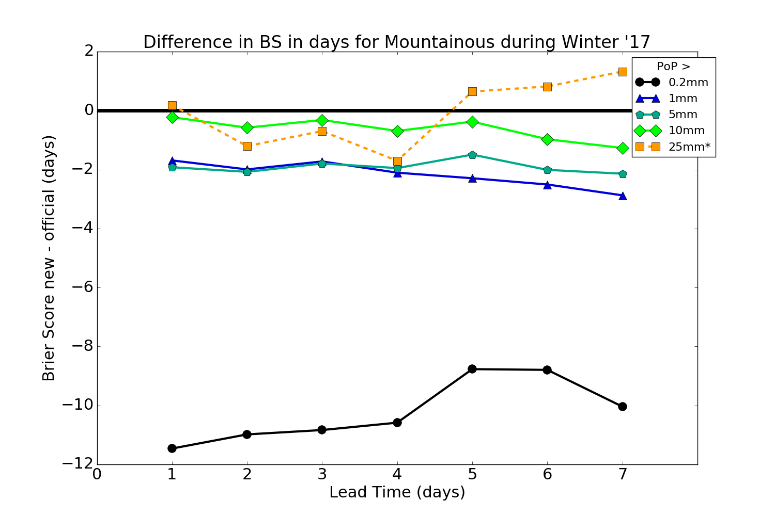 Difference in BS in days for Mountainous during Winter '17
PoP >
0.2mm
1mm
5mm
10mm
25mm*
Brier Score new - official (days)
2
0
−2
−4
−6
−8
−10
−12
0 1 2 3 4 5 6 7
Lead Time (days)